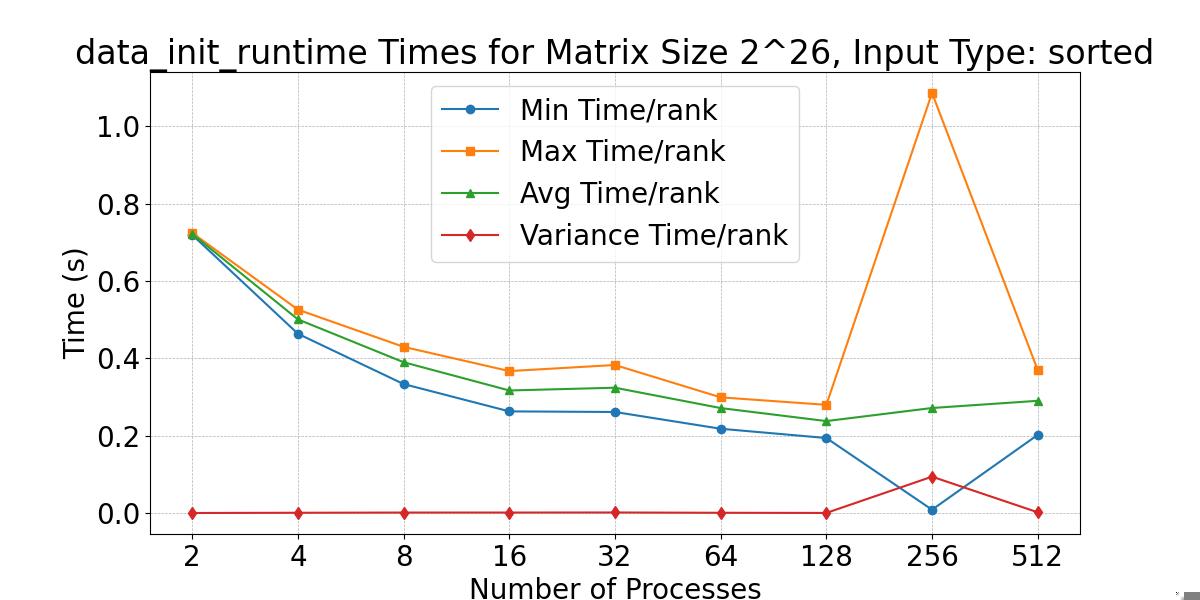 data_init_runtime Times for Matrix Size 2^26, Input Type: sorted
Min Time/rank
Max Time/rank
Avg Time/rank
Variance Time/rank
Time (s)
1.0
0.8
0.6
0.4
0.2
0.0
2 4 8 16 32 64 128 256 512
Number of Processes